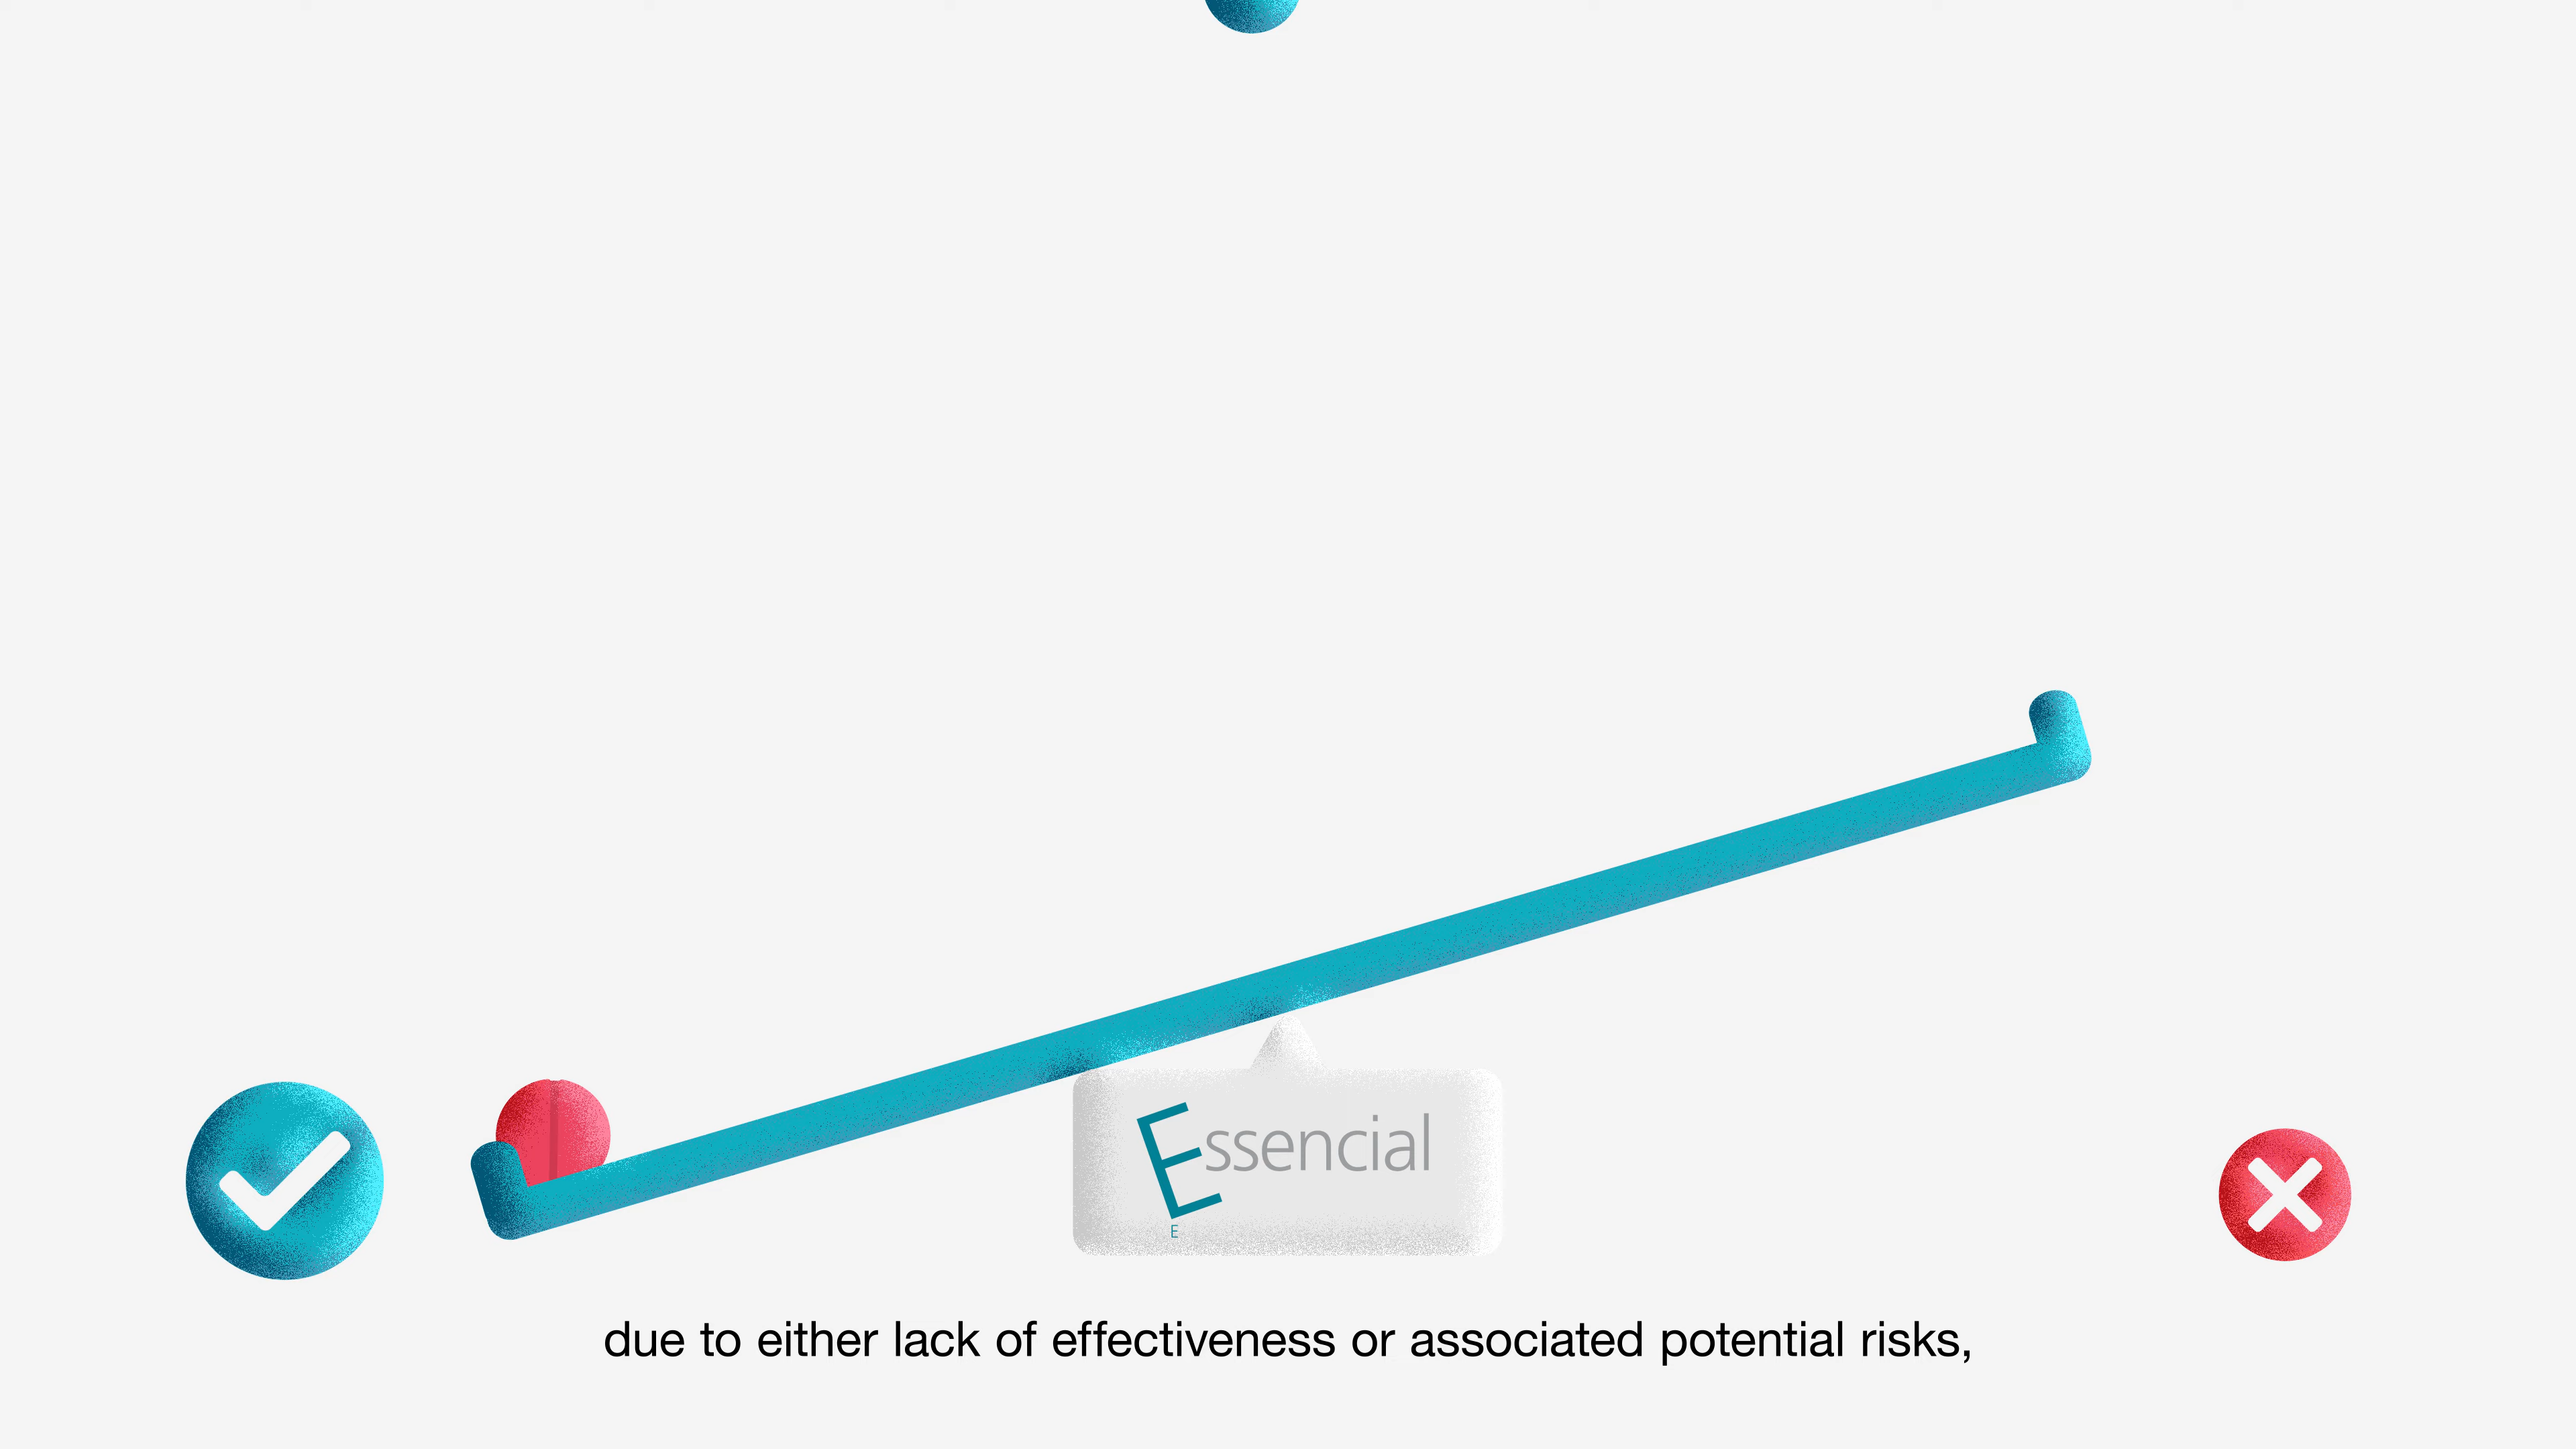 Essencial
E
due to either lack of effectiveness or associated potential risks,